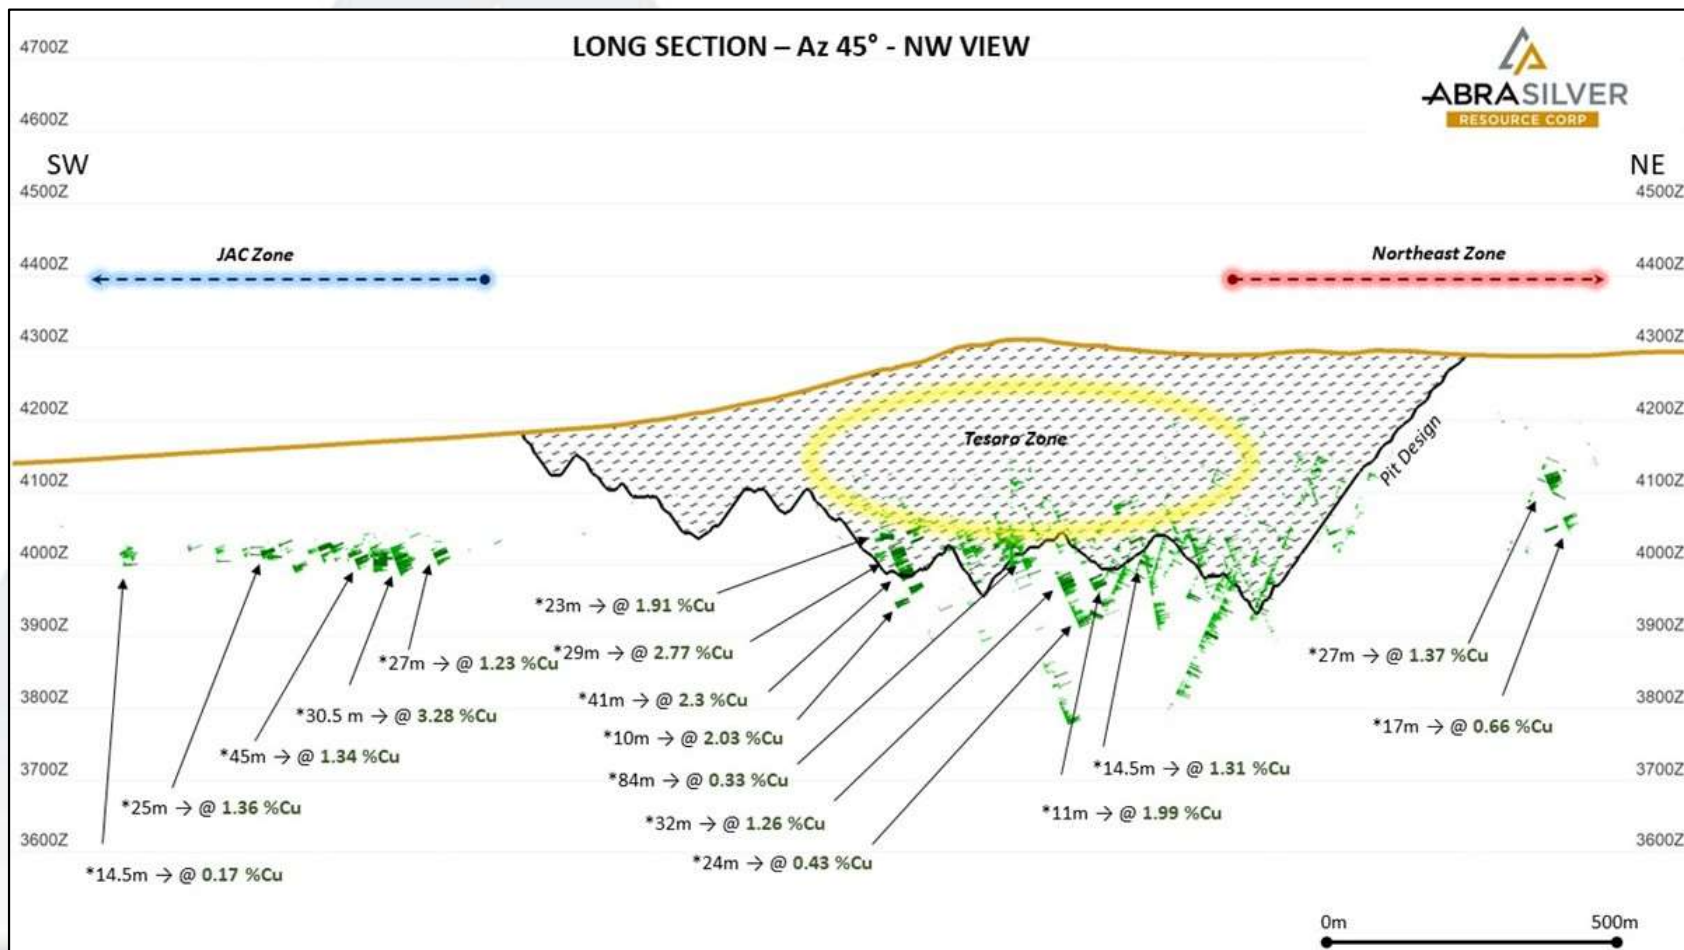 LONG SECTION – Az 45° - NW VIEW
ABRASILVER
RESOURCE CORP
4700Z
4600Z
SW
NE
4500Z
4500Z
JAC Zone
Northeast Zone
4400Z
4400Z
4300Z
4300Z
4200Z
4200Z
Tesoro Zone
Pit Design
4100Z
4100Z
4000Z
4000Z
*23m → @ 1.91 %Cu
3900Z
3900Z
*27m → @ 1.23 %Cu
*29m → @ 2.77 %Cu
*27m → @ 1.37 %Cu
3800Z
3800Z
*41m → @ 2.3 %Cu
*30.5 m → @ 3.28 %Cu
*17m → @ 0.66 %Cu
*10m → @ 2.03 %Cu
*45m → @ 1.34 %Cu
3700Z
3700Z
*84m → @ 0.33 %Cu
*14.5m → @ 1.31 %Cu
*25m → @ 1.36 %Cu
*11m → @ 1.99 %Cu
*32m → @ 1.26 %Cu
3600Z
3600Z
*24m → @ 0.43 %Cu
*14.5m → @ 0.17 %Cu
0m
500m